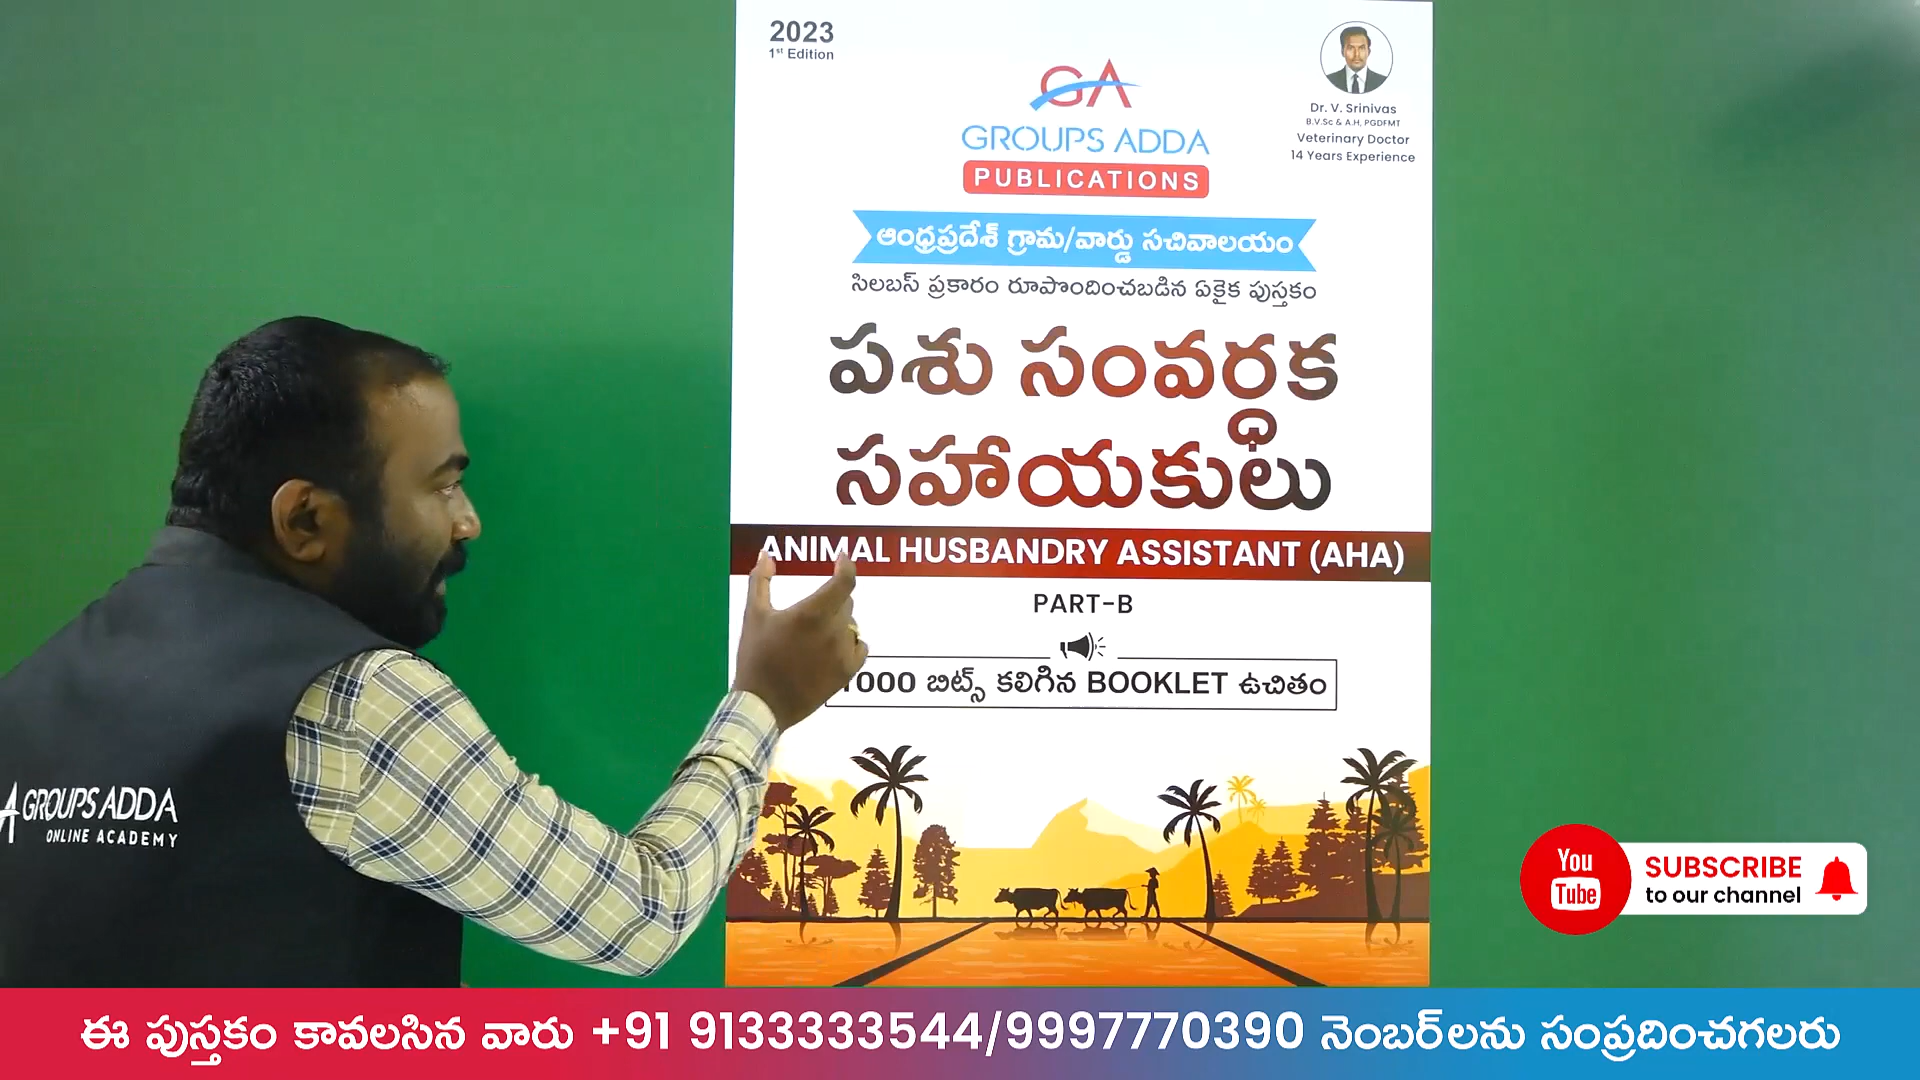 2023
1st Edition
GA
GROUPS ADDA
PUBLICATIONS
Dr. V. Srinivas
B.V.Sc & A.H, PGDFMT
Veterinary Doctor
14 Years Experience
ఆంధ్రప్రదేశ్ గ్రామ/వార్డు సచివాలయం
సిలబస్ ప్రకారం రూపొందించబడిన ఏకైక పుస్తకం
పశు సంవర్ధక
సహాయకులు
ANIMAL HUSBANDRY ASSISTANT (AHA)
PART-B
1000 బిట్స్ కలిగిన BOOKLET ఉచితం
GROUPS ADDA
ONLINE ACADEMY
You
Tube
SUBSCRIBE
to our channel
ఈ పుస్తకం కావలసిన వారు +91 9133333544/9997770390 నెంబర్‌లను సంప్రదించగలరు